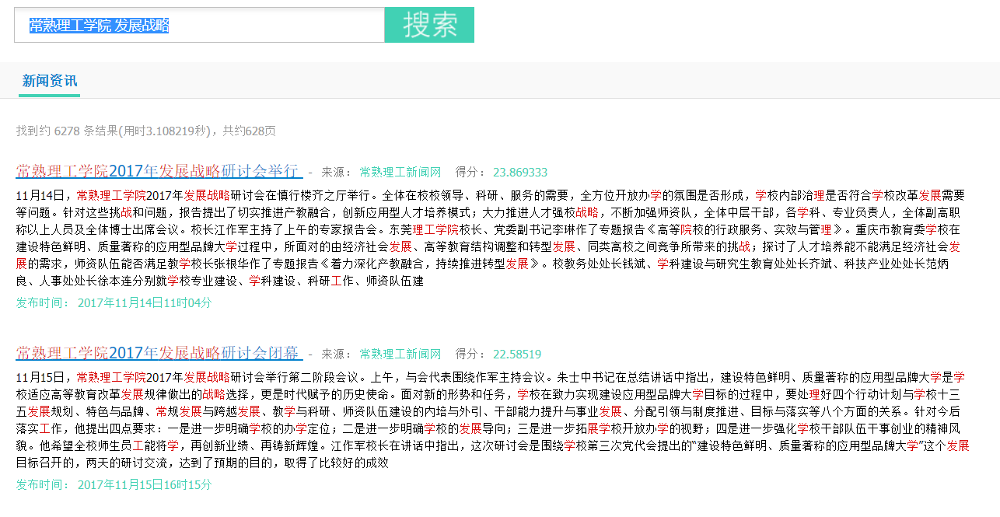 常熟理工学院 发展战略
搜索
新闻资讯
找到约 6278 条结果(用时3.108219秒)，共约628页
常熟理工学院2017年发展战略研讨会举行 - 来源： 常熟理工新闻网 得分： 23.869333
11月14日，常熟理工学院2017年发展战略研讨会在慎行楼齐之厅举行。全体在校校领导、科研、服务的需要，全方位开放办学的氛围是否形成，学校内部治理是否符合学校改革发展需要
等问题。针对这些挑战和问题，报告提出了切实推进产教融合，创新应用型人才培养模式；大力推进人才强校战略，不断加强师资队，全体中层干部，各学科、专业负责人，全体副高职
称以上人员及全体博士出席会议。校长江作军主持了上午的专家报告会。东莞理工学院校长、党委副书记李琳作了专题报告《高等院校的行政服务、实效与管理》。重庆市教育委学校在
建设特色鲜明、质量著称的应用型品牌大学过程中，所面对的由经济社会发展、高等教育结构调整和转型发展、同类高校之间竞争所带来的挑战；探讨了人才培养能不能满足经济社会发
展的需求，师资队伍能否满足教学校长张根华作了专题报告《着力深化产教融合，持续推进转型发展》。校教务处处长钱斌、学科建设与研究生教育处处长齐斌、科技产业处处长范炳
良、人事处处长徐本连分别就学校专业建设、学科建设、科研工作、师资队伍建
发布时间： 2017年11月14日11时04分
常熟理工学院2017年发展战略研讨会闭幕 - 来源： 常熟理工新闻网 得分： 22.58519
11月15日，常熟理工学院2017年发展战略研讨会举行第二阶段会议。上午，与会代表围绕作军主持会议。朱士中书记在总结讲话中指出，建设特色鲜明、质量著称的应用型品牌大学是学
校适应高等教育改革发展规律做出的战略选择，更是时代赋予的历史使命。面对新的形势和任务，学校在致力实现建设应用型品牌大学目标的过程中，要处理好四个行动计划与学校十三
五发展规划、特色与品牌、常规发展与跨越发展、教学与科研、师资队伍建设的内培与外引、干部能力提升与事业发展、分配引领与制度推进、目标与落实等八个方面的关系。针对今后
落实工作，他提出四点要求：一是进一步明确学校的办学定位；二是进一步明确学校的发展导向；三是进一步拓展学校开放办学的视野；四是进一步强化学校干部队伍干事创业的精神风
貌。他希望全校师生员工能将学，再创新业绩、再铸新辉煌。江作军校长在讲话中指出，这次研讨会是围绕学校第三次党代会提出的“建设特色鲜明、质量著称的应用型品牌大学”这个发展
目标召开的，两天的研讨交流，达到了预期的目的，取得了比较好的成效
发布时间： 2017年11月15日16时15分